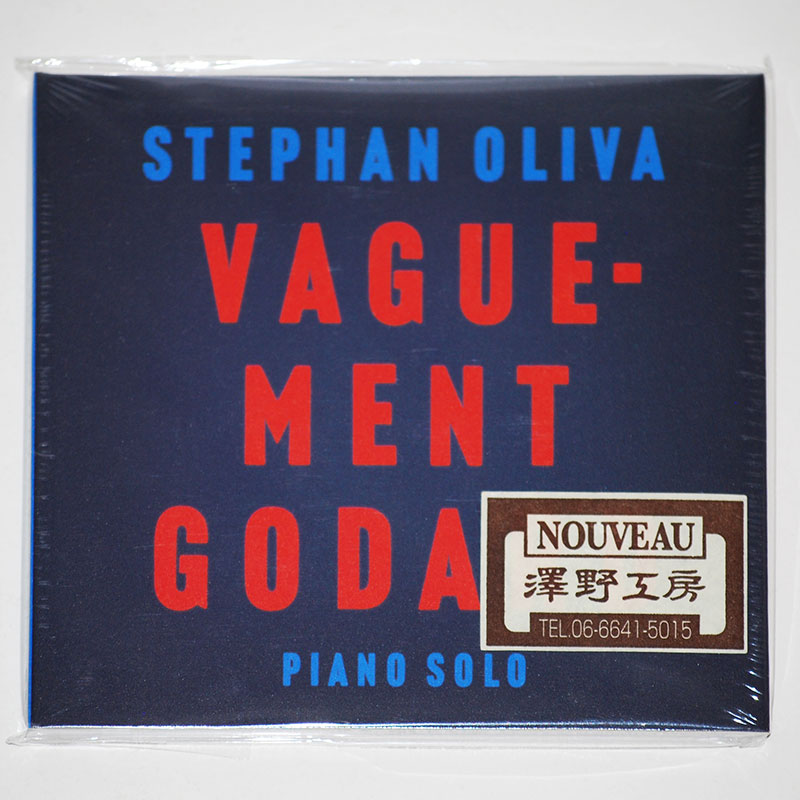 STEPHAN OLIVA
VAGUE-
MENT
GODA
PIANO SOLO
NOUVEAU
澤野工房
TEL.06-6641-5015